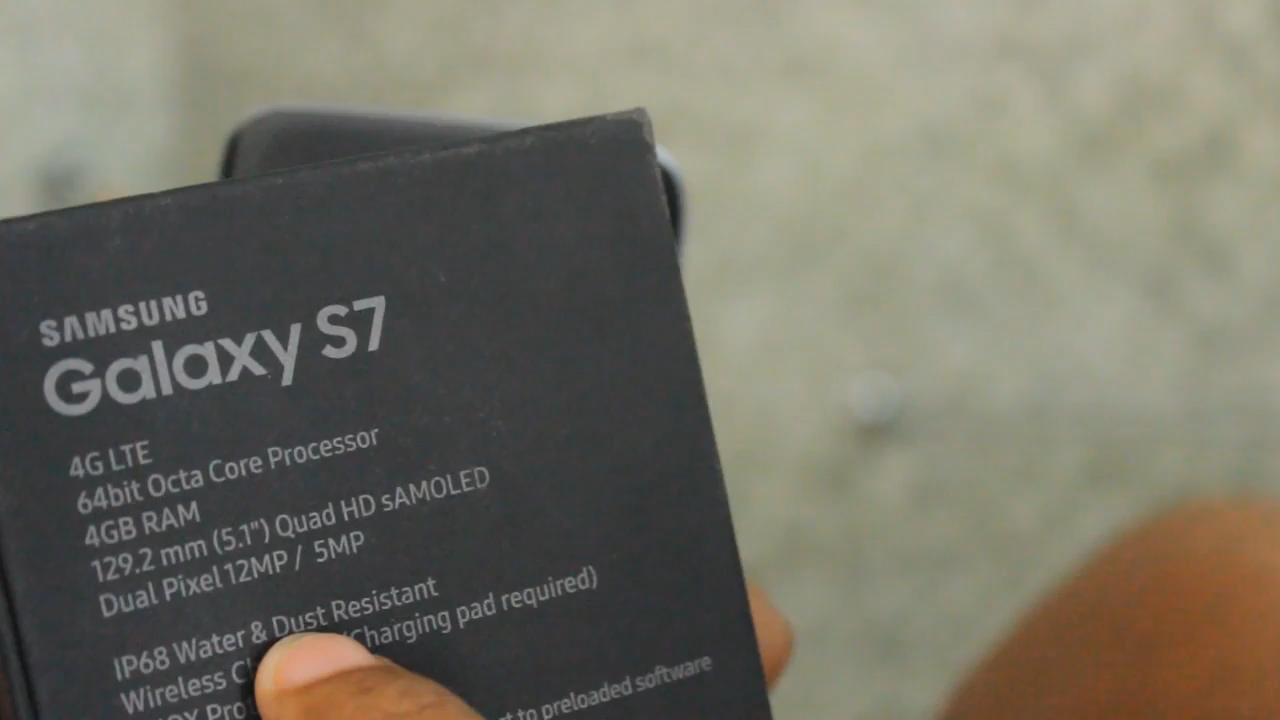 SAMSUNG
Galaxy S7
4G LTE
64bit Octa Core Processor
4GB RAM
129.2 mm (5.1") Quad HD sAMOLED
Dual Pixel 12MP / 5MP
IP68 Water & Dust Resistant
Wireless (Charging pad required)
to preloaded software